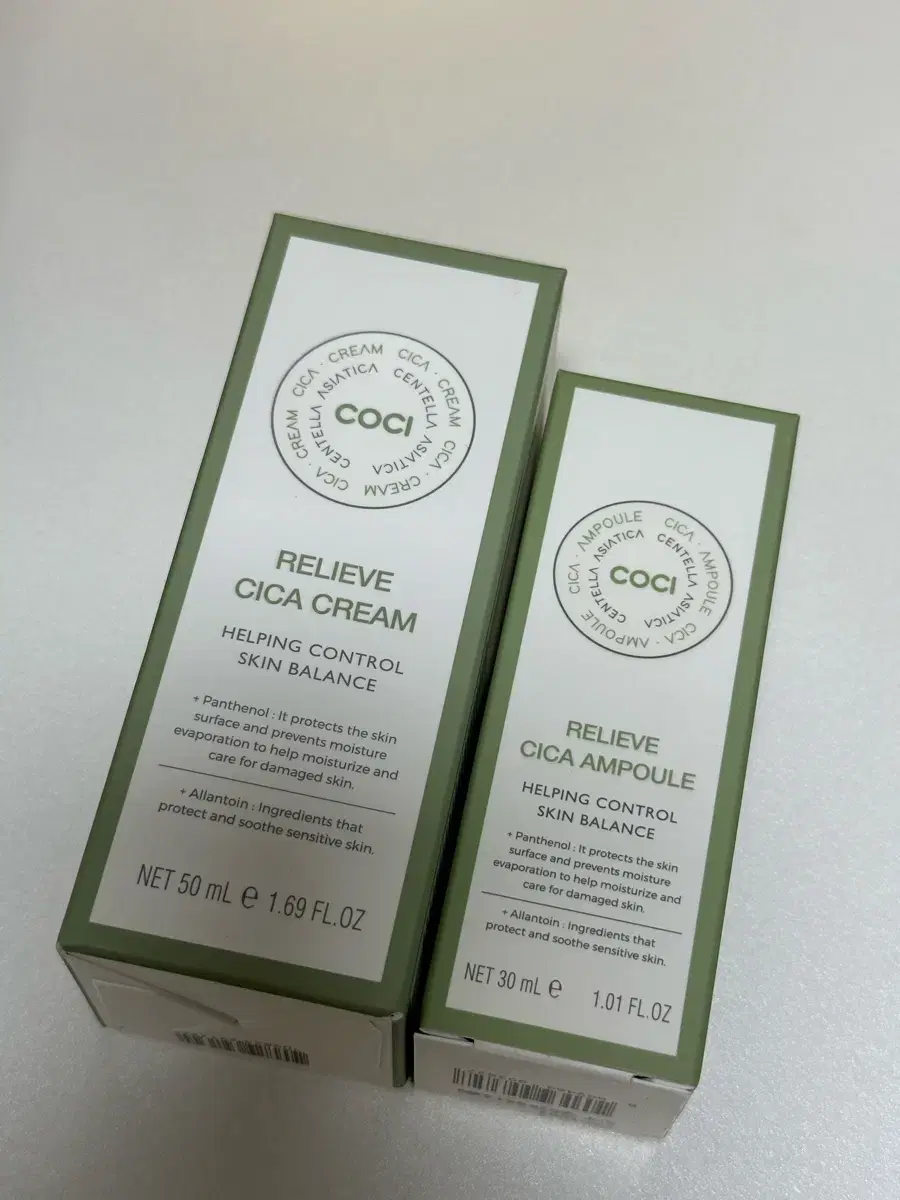 CICA · CREAM CICA · CREAM CICA · CREAM CICA · CREAM
CENTELLA ASIATICA CENTELLA ASIATICA
COCI
RELIEVE
CICA CREAM
HELPING CONTROL
SKIN BALANCE
+ Panthenol : It protects the skin
surface and prevents moisture
evaporation to help moisturize and
care for damaged skin.
+ Allantoin : Ingredients that
protect and soothe sensitive skin.
NET 50 mL ℮ 1.69 FL.OZ
CICA · AMPOULE CICA · AMPOULE CICA · AMPOULE
CENTELLA ASIATICA CENTELLA ASIATICA
COCI
RELIEVE
CICA AMPOULE
HELPING CONTROL
SKIN BALANCE
+ Panthenol : It protects the skin
surface and prevents moisture
evaporation to help moisturize and
care for damaged skin.
+ Allantoin : Ingredients that
protect and soothe sensitive skin.
NET 30 mL ℮ 1.01 FL.OZ